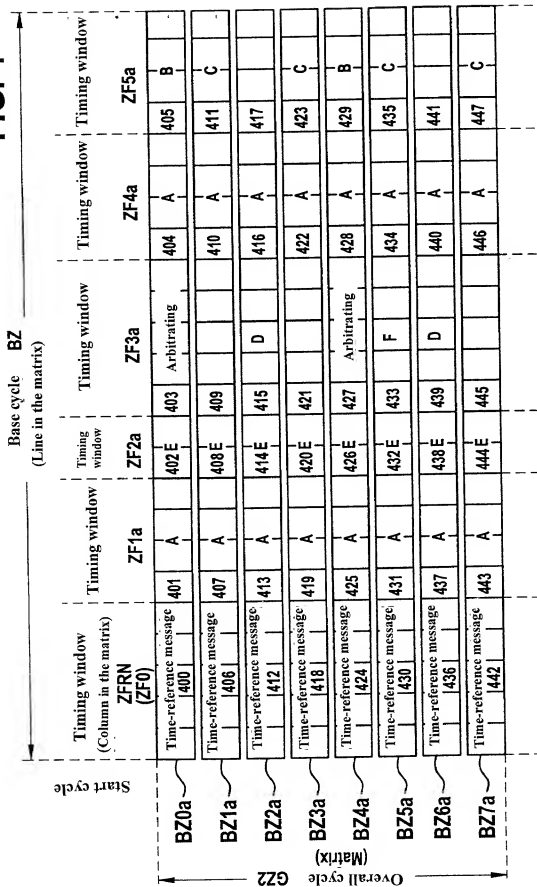 Base cycle BZ
(Line in the matrix)
Start cycle
Timing window
(Column in the matrix)
ZFRN
(ZF0)
Timing window
ZF1a
Timing window
ZF2a
Timing window
ZF3a
Timing window
ZF4a
Timing window
ZF5a
BZ0a Time-reference message 400 401 A 402 E 403 Arbitrating 404 A 405 B
BZ1a Time-reference message 406 407 A 408 E 409 410 A 411 C
BZ2a Time-reference message 412 413 A 414 E 415 D 416 A 417
BZ3a Time-reference message 418 419 A 420 E 421 422 A 423 C
BZ4a Time-reference message 424 425 A 426 E 427 Arbitrating 428 A 429 B
BZ5a Time-reference message 430 431 A 432 E 433 F 434 A 435 C
BZ6a Time-reference message 436 437 A 438 E 439 D 440 A 441
BZ7a Time-reference message 442 443 A 444 E 445 446 A 447 C
Overall cycle GZ2
(Matrix)